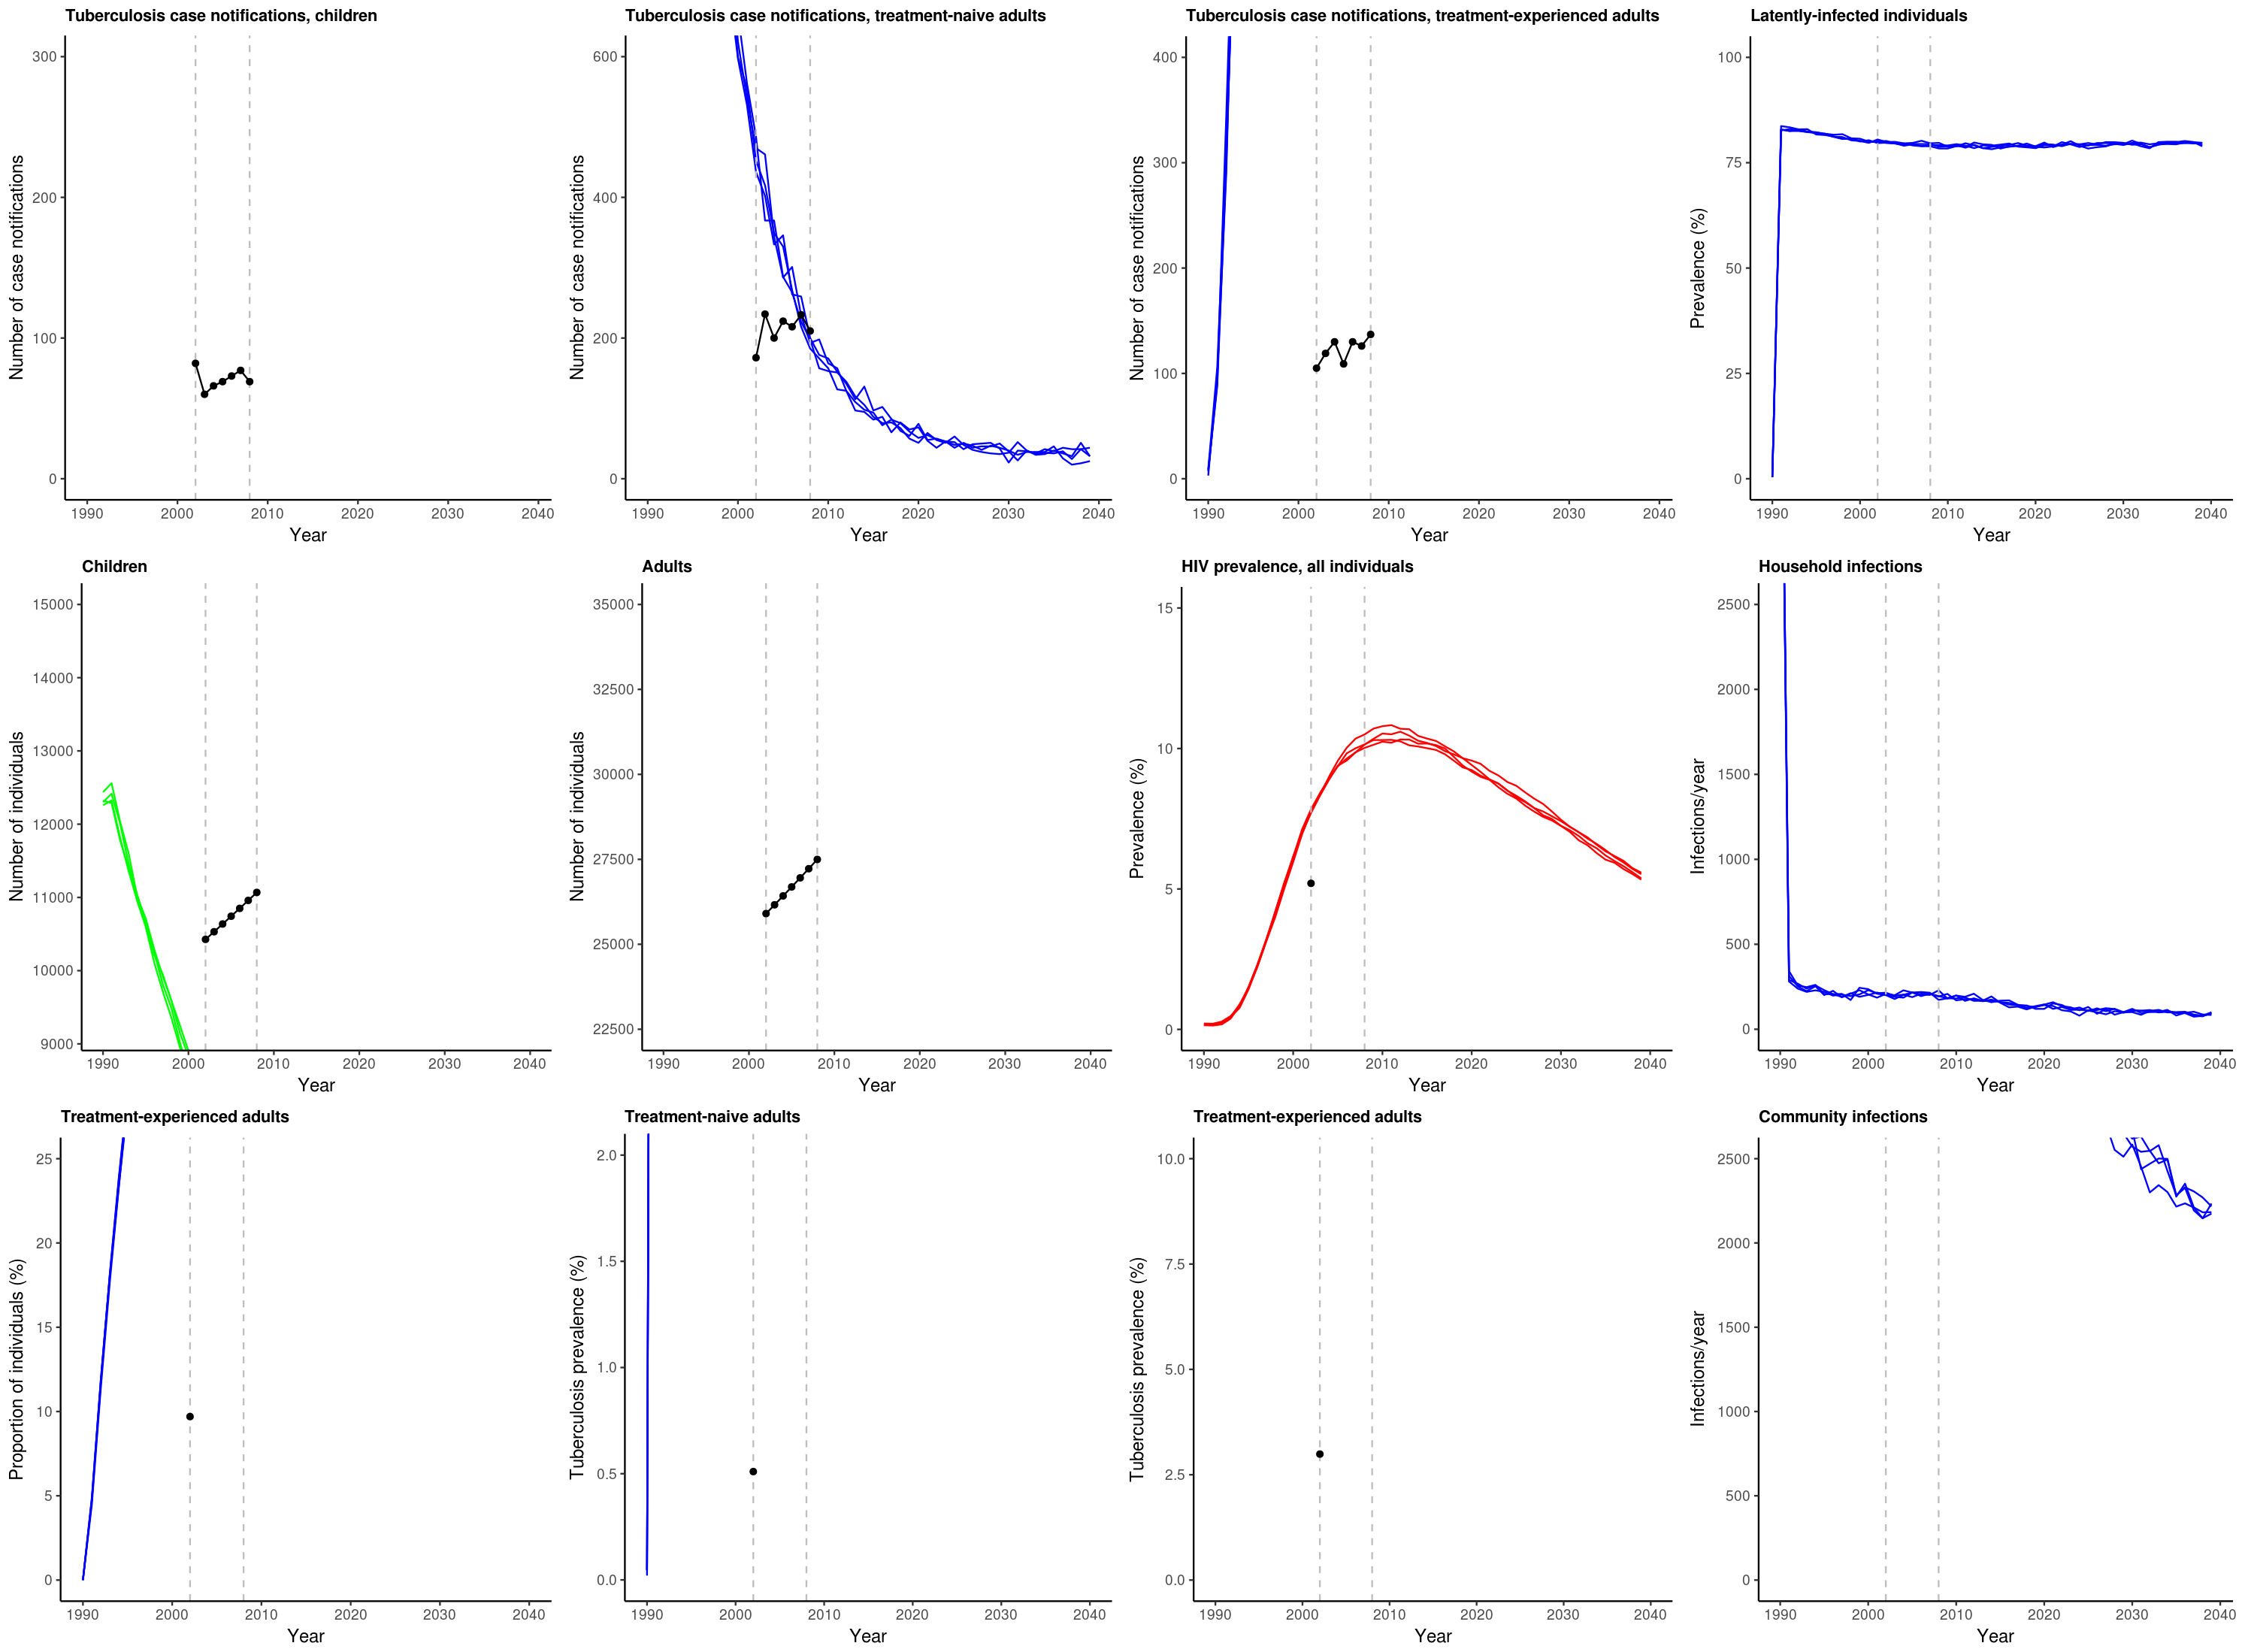 Tuberculosis case notifications, children
Number of case notifications
300
200
100
0
1990 2000 2010 2020 2030 2040
Year
Tuberculosis case notifications, treatment-naive adults
Number of case notifications
600
400
200
0
1990 2000 2010 2020 2030 2040
Year
Tuberculosis case notifications, treatment-experienced adults
Number of case notifications
400
300
200
100
0
1990 2000 2010 2020 2030 2040
Year
Latently-infected individuals
Prevalence (%)
100
75
50
25
0
1990 2000 2010 2020 2030 2040
Year
Children
Number of individuals
15000
14000
13000
12000
11000
10000
9000
1990 2000 2010 2020 2030 2040
Year
Adults
Number of individuals
35000
32500
30000
27500
25000
22500
1990 2000 2010 2020 2030 2040
Year
HIV prevalence, all individuals
Prevalence (%)
15
10
5
0
1990 2000 2010 2020 2030 2040
Year
Household infections
Infections/year
2500
2000
1500
1000
500
0
1990 2000 2010 2020 2030 2040
Year
Treatment-experienced adults
Proportion of individuals (%)
25
20
15
10
5
0
1990 2000 2010 2020 2030 2040
Year
Treatment-naive adults
Tuberculosis prevalence (%)
2.0
1.5
1.0
0.5
0.0
1990 2000 2010 2020 2030 2040
Year
Treatment-experienced adults
Tuberculosis prevalence (%)
10.0
7.5
5.0
2.5
0.0
1990 2000 2010 2020 2030 2040
Year
Community infections
Infections/year
2500
2000
1500
1000
500
0
1990 2000 2010 2020 2030 2040
Year